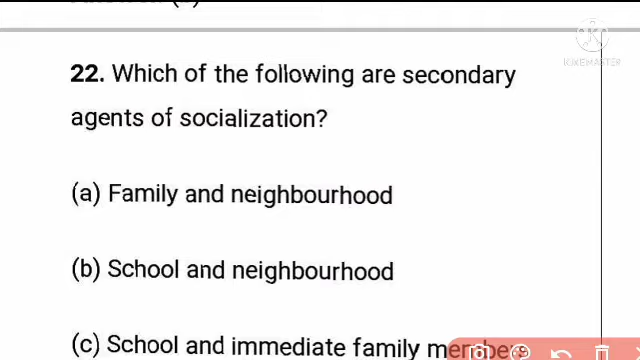 22. Which of the following are secondary
agents of socialization?
(a) Family and neighbourhood
(b) School and neighbourhood
(c) School and immediate family members
KINEMASTER